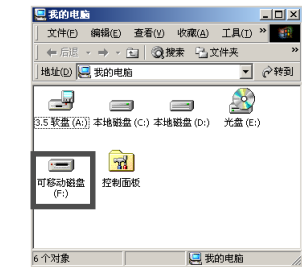 我的电脑
文件(F) 编辑(E) 查看(V) 收藏(A) 工具(T) »
后退 搜索 文件夹 »
地址(D) 我的电脑 转到
3.5 软盘 (A:) 本地磁盘 (C:) 本地磁盘 (D:) 光盘 (E:)
可移动磁盘 控制面板
(F:)
6 个对象 我的电脑